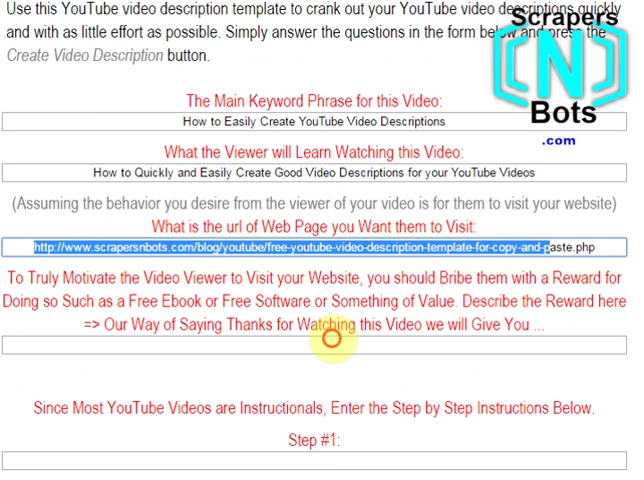 Use this YouTube video description template to crank out your YouTube video descriptions quickly
and with as little effort as possible. Simply answer the questions in the form below and press the
Create Video Description button.
Scrapers
N
Bots
.com
The Main Keyword Phrase for this Video:
How to Easily Create YouTube Video Descriptions
What the Viewer will Learn Watching this Video:
How to Quickly and Easily Create Good Video Descriptions for your YouTube Videos
(Assuming the behavior you desire from the viewer of your video is for them to visit your website)
What is the url of Web Page you Want them to Visit:
http://www.scrapersnbots.com/blog/youtube/free-youtube-video-description-template-for-copy-and-paste.php
To Truly Motivate the Video Viewer to Visit your Website, you should Bribe them with a Reward for
Doing so Such as a Free Ebook or Free Software or Something of Value. Describe the Reward here
=> Our Way of Saying Thanks for Watching this Video we will Give You ...
Since Most YouTube Videos are Instructionals, Enter the Step by Step Instructions Below.
Step #1: